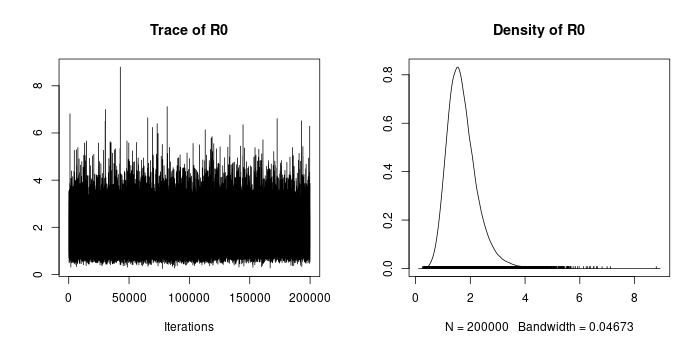 Trace of R0
8
6
4
2
0
0 50000 100000 150000 200000
Iterations
Density of R0
0.8
0.6
0.4
0.2
0.0
0 2 4 6 8
N = 200000 Bandwidth = 0.04673